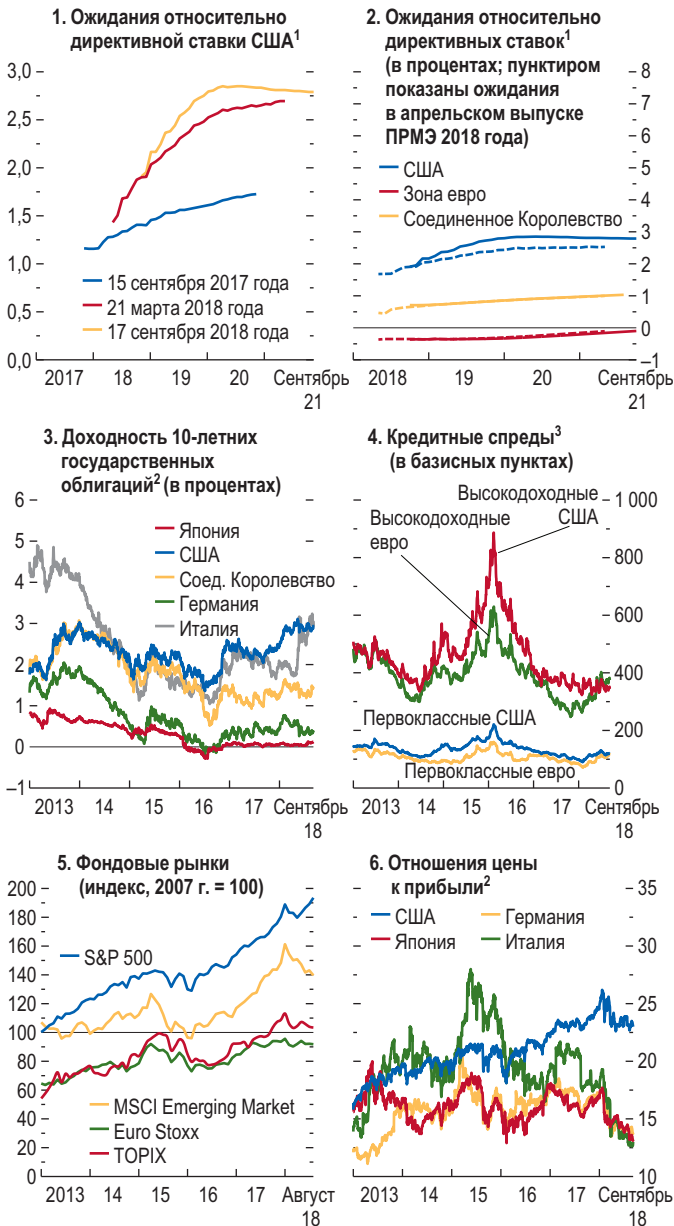 1. Ожидания относительно
директивной ставки США¹
3,0
2,5
2,0
1,5
1,0
0,5
0,0
15 сентября 2017 года
21 марта 2018 года
17 сентября 2018 года
2017
18
19
20
Сентябрь
21
2. Ожидания относительно
директивных ставок¹
(в процентах; пунктиром
показаны ожидания
в апрельском выпуске
ПРМЭ 2018 года)
США
Зона евро
Соединенное Королевство
8
7
6
5
4
3
2
1
0
–1
2018
19
20
Сентябрь
21
3. Доходность 10-летних
государственных
облигаций² (в процентах)
6
5
4
3
2
1
0
–1
Япония
США
Соед. Королевство
Германия
Италия
2013
14
15
16
17
Сентябрь
18
4. Кредитные спреды³
(в базисных пунктах)
Высокодоходные
США
Высокодоходные
евро
Первоклассные США
Первоклассные евро
1 000
800
600
400
200
0
2013
14
15
16
17
Сентябрь
18
5. Фондовые рынки
(индекс, 2007 г. = 100)
200
180
160
140
120
100
80
60
40
20
0
S&P 500
MSCI Emerging Market
Euro Stoxx
TOPIX
2013
14
15
16
17
Август
18
6. Отношения цены
к прибыли²
США
Германия
Япония
Италия
35
30
25
20
15
10
2013
14
15
16
17
Сентябрь
18